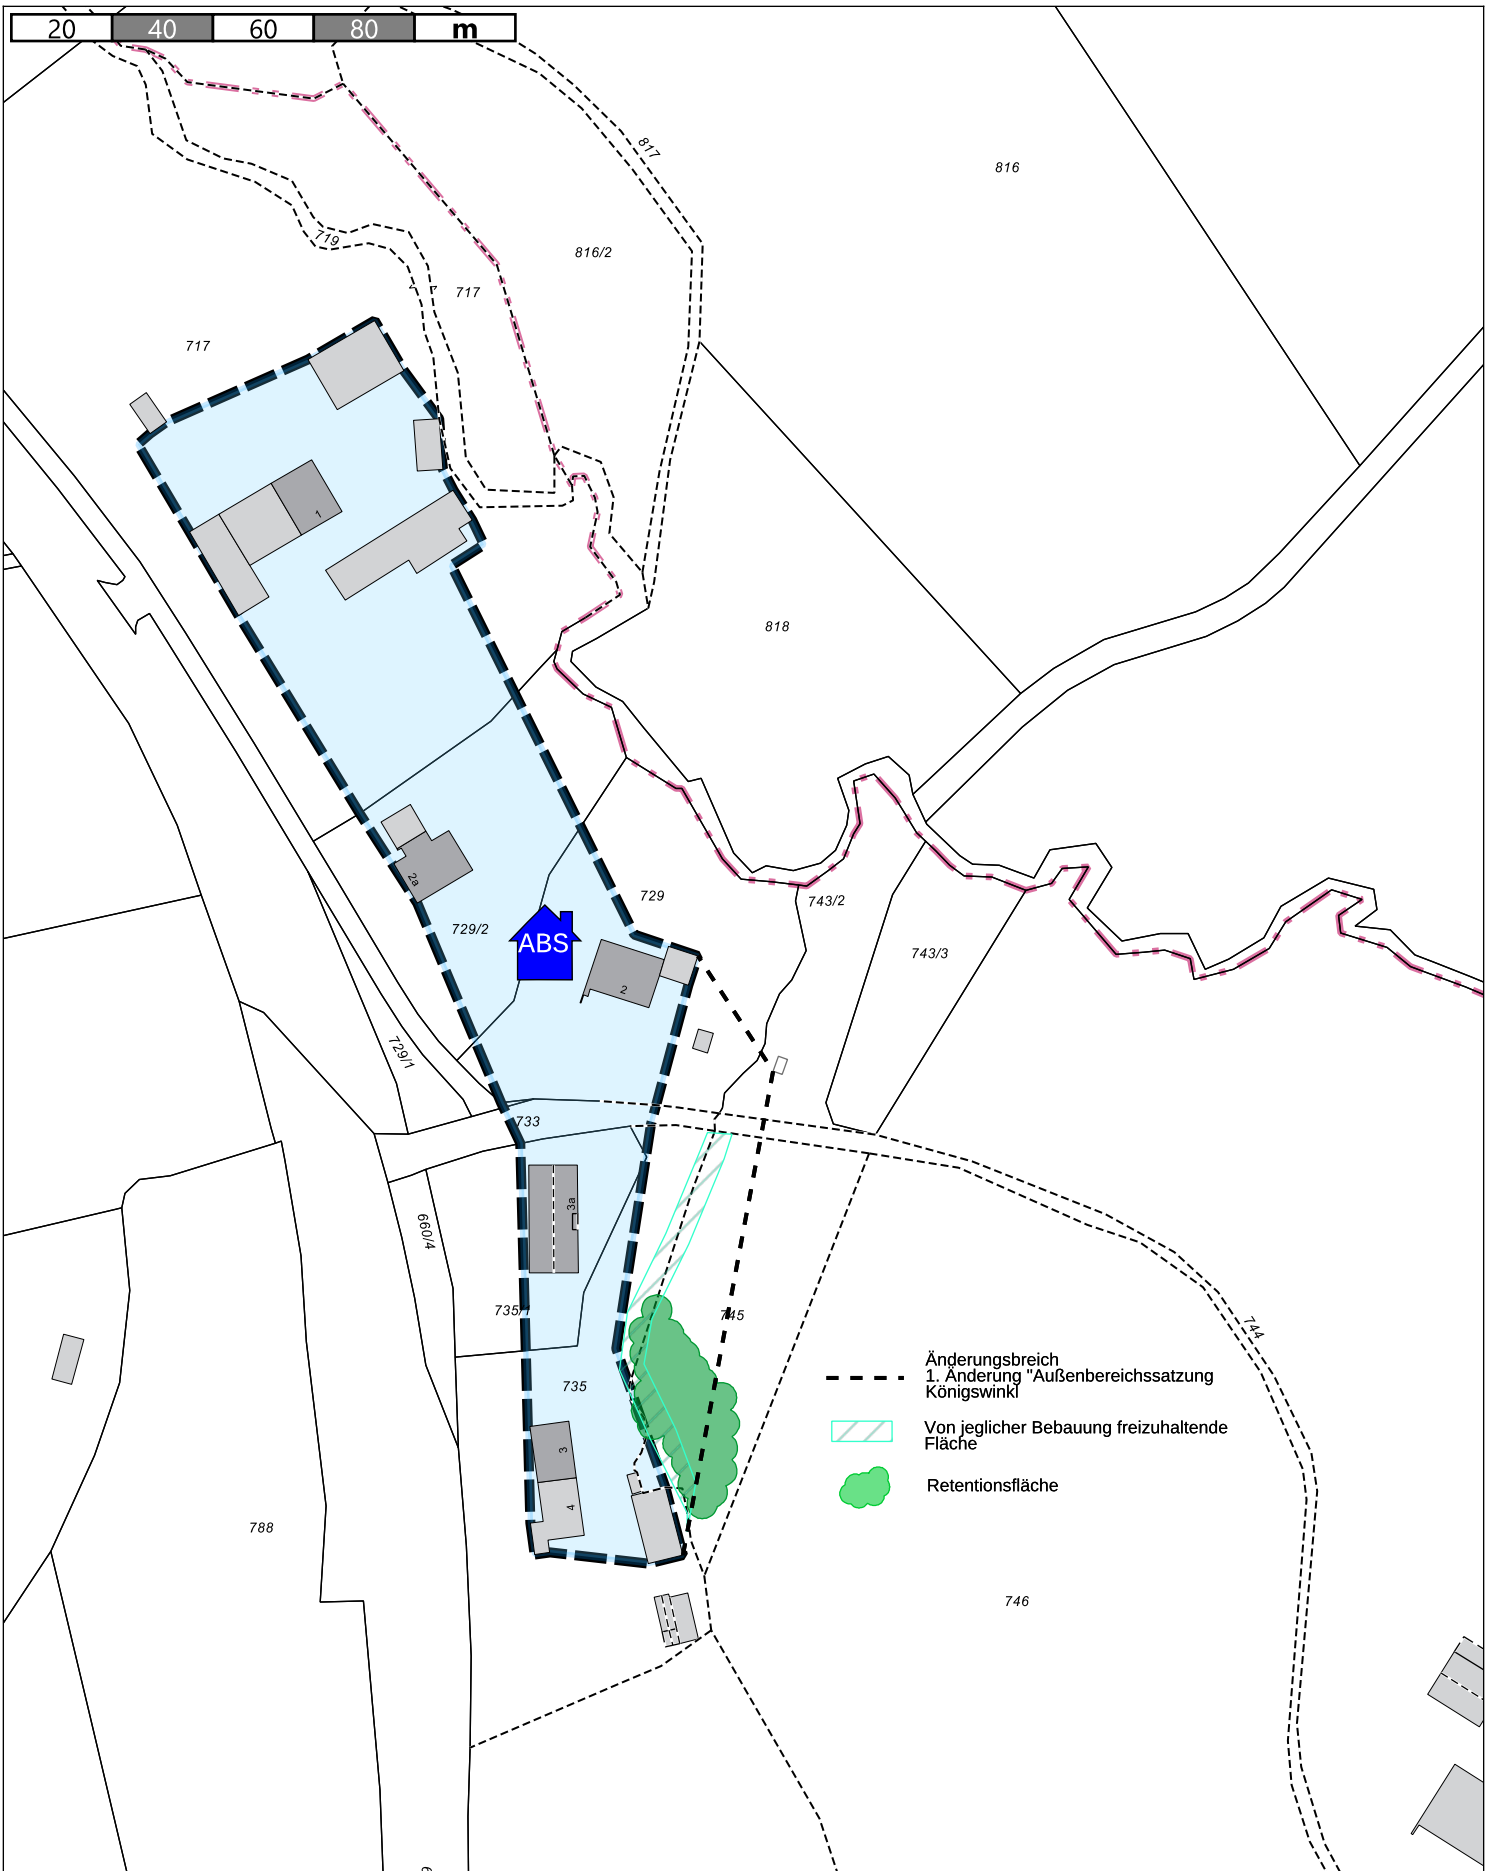 20 40 60 80 m
817
816
719
816/2
717
717
1
818
2a
729
743/2
729/2
ABS
743/3
2
729/1
733
3a
660/4
735/1
745
744
Änderungsbreich
1. Änderung "Außenbereichssatzung
Königswinkl
735
Von jeglicher Bebauung freizuhaltende
Fläche
3
Retentionsfläche
4
788
746